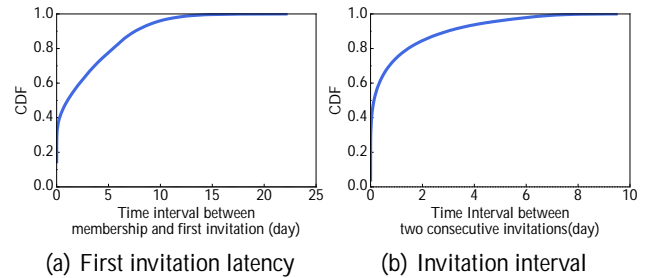 1.0
0.8
0.6
0.4
0.2
0.0
CDF
0 5 10 15 20 25
Time interval between
membership and first invitation (day)
(a) First invitation latency
1.0
0.8
0.6
0.4
0.2
0.0
CDF
0 2 4 6 8 10
Time Interval between
two consecutive invitations(day)
(b) Invitation interval